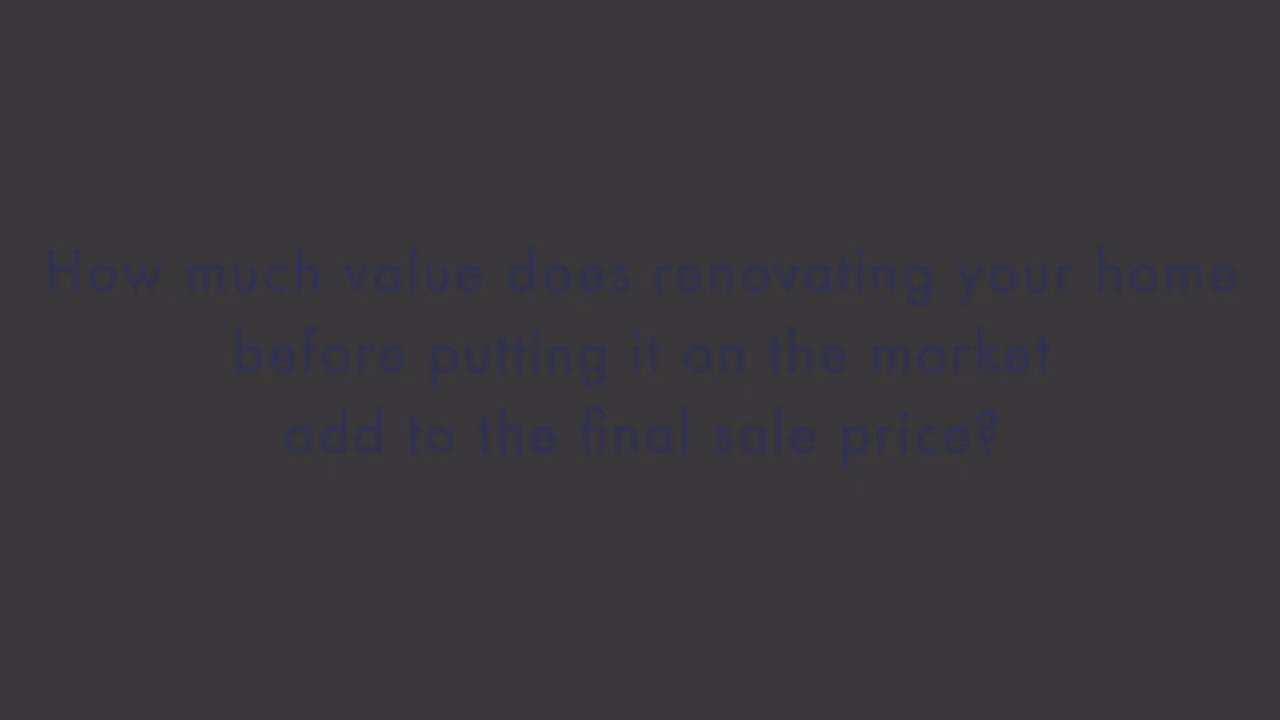 How much value does renovating your home
before putting it on the market
add to the final sale price?